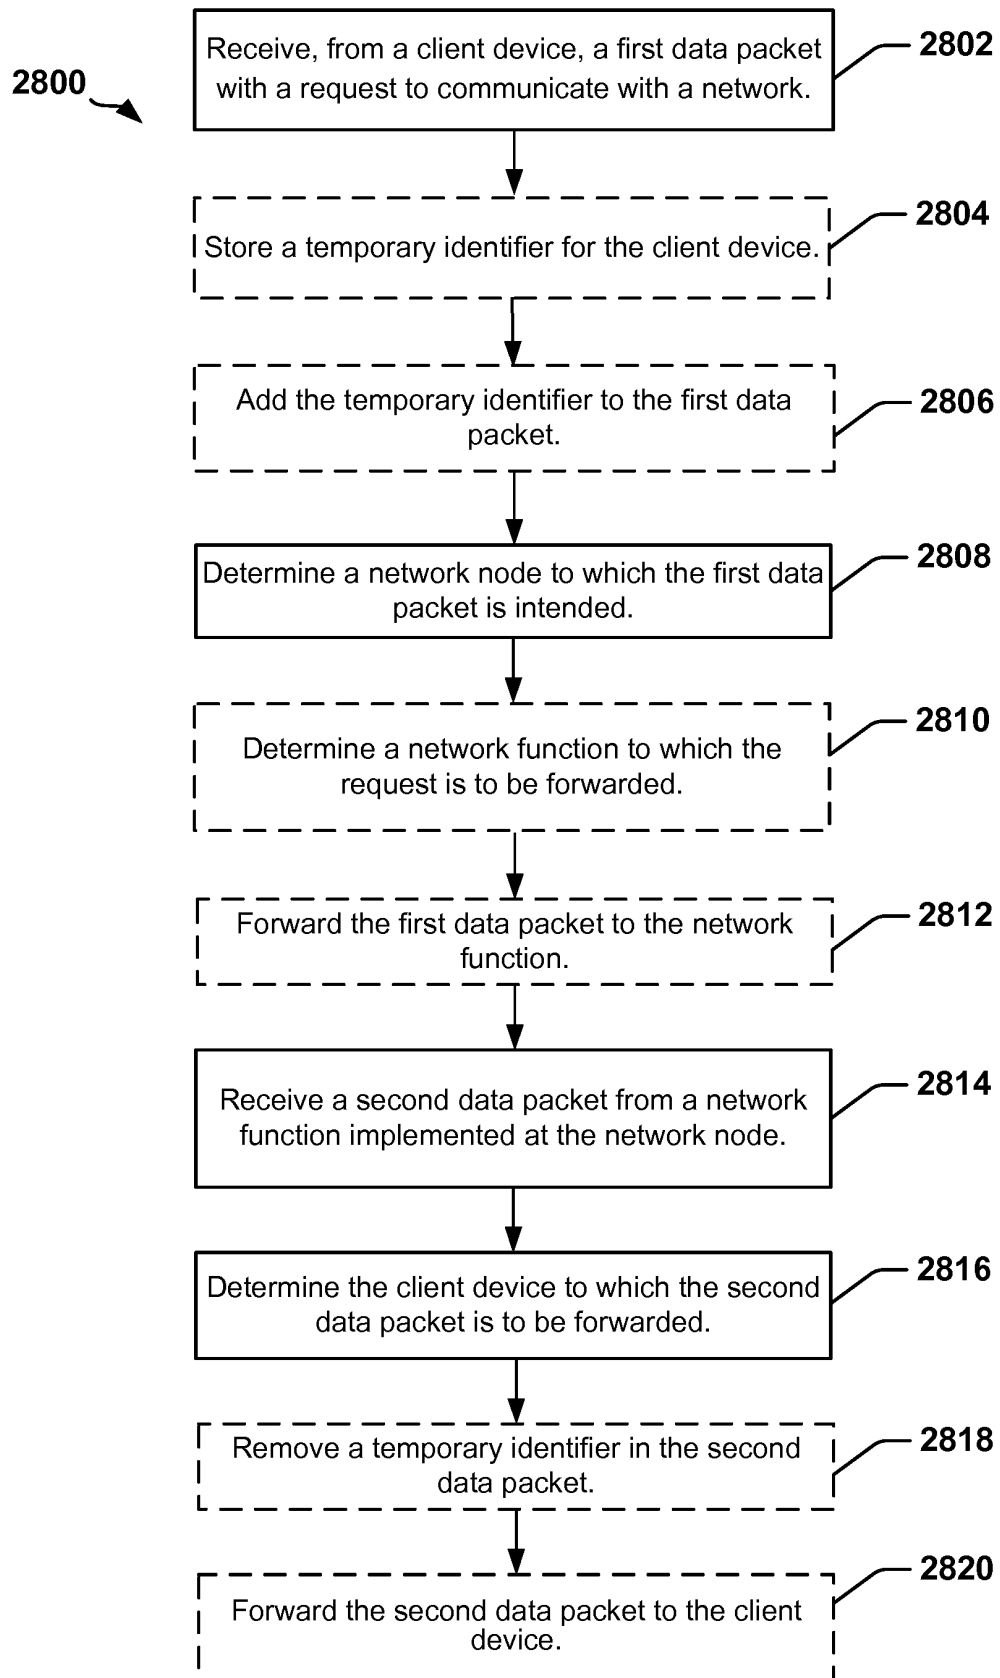 2800
Receive, from a client device, a first data packet
with a request to communicate with a network.
2802
Store a temporary identifier for the client device.
2804
Add the temporary identifier to the first data
packet.
2806
Determine a network node to which the first data
packet is intended.
2808
Determine a network function to which the
request is to be forwarded.
2810
Forward the first data packet to the network
function.
2812
Receive a second data packet from a network
function implemented at the network node.
2814
Determine the client device to which the second
data packet is to be forwarded.
2816
Remove a temporary identifier in the second
data packet.
2818
Forward the second data packet to the client
device.
2820